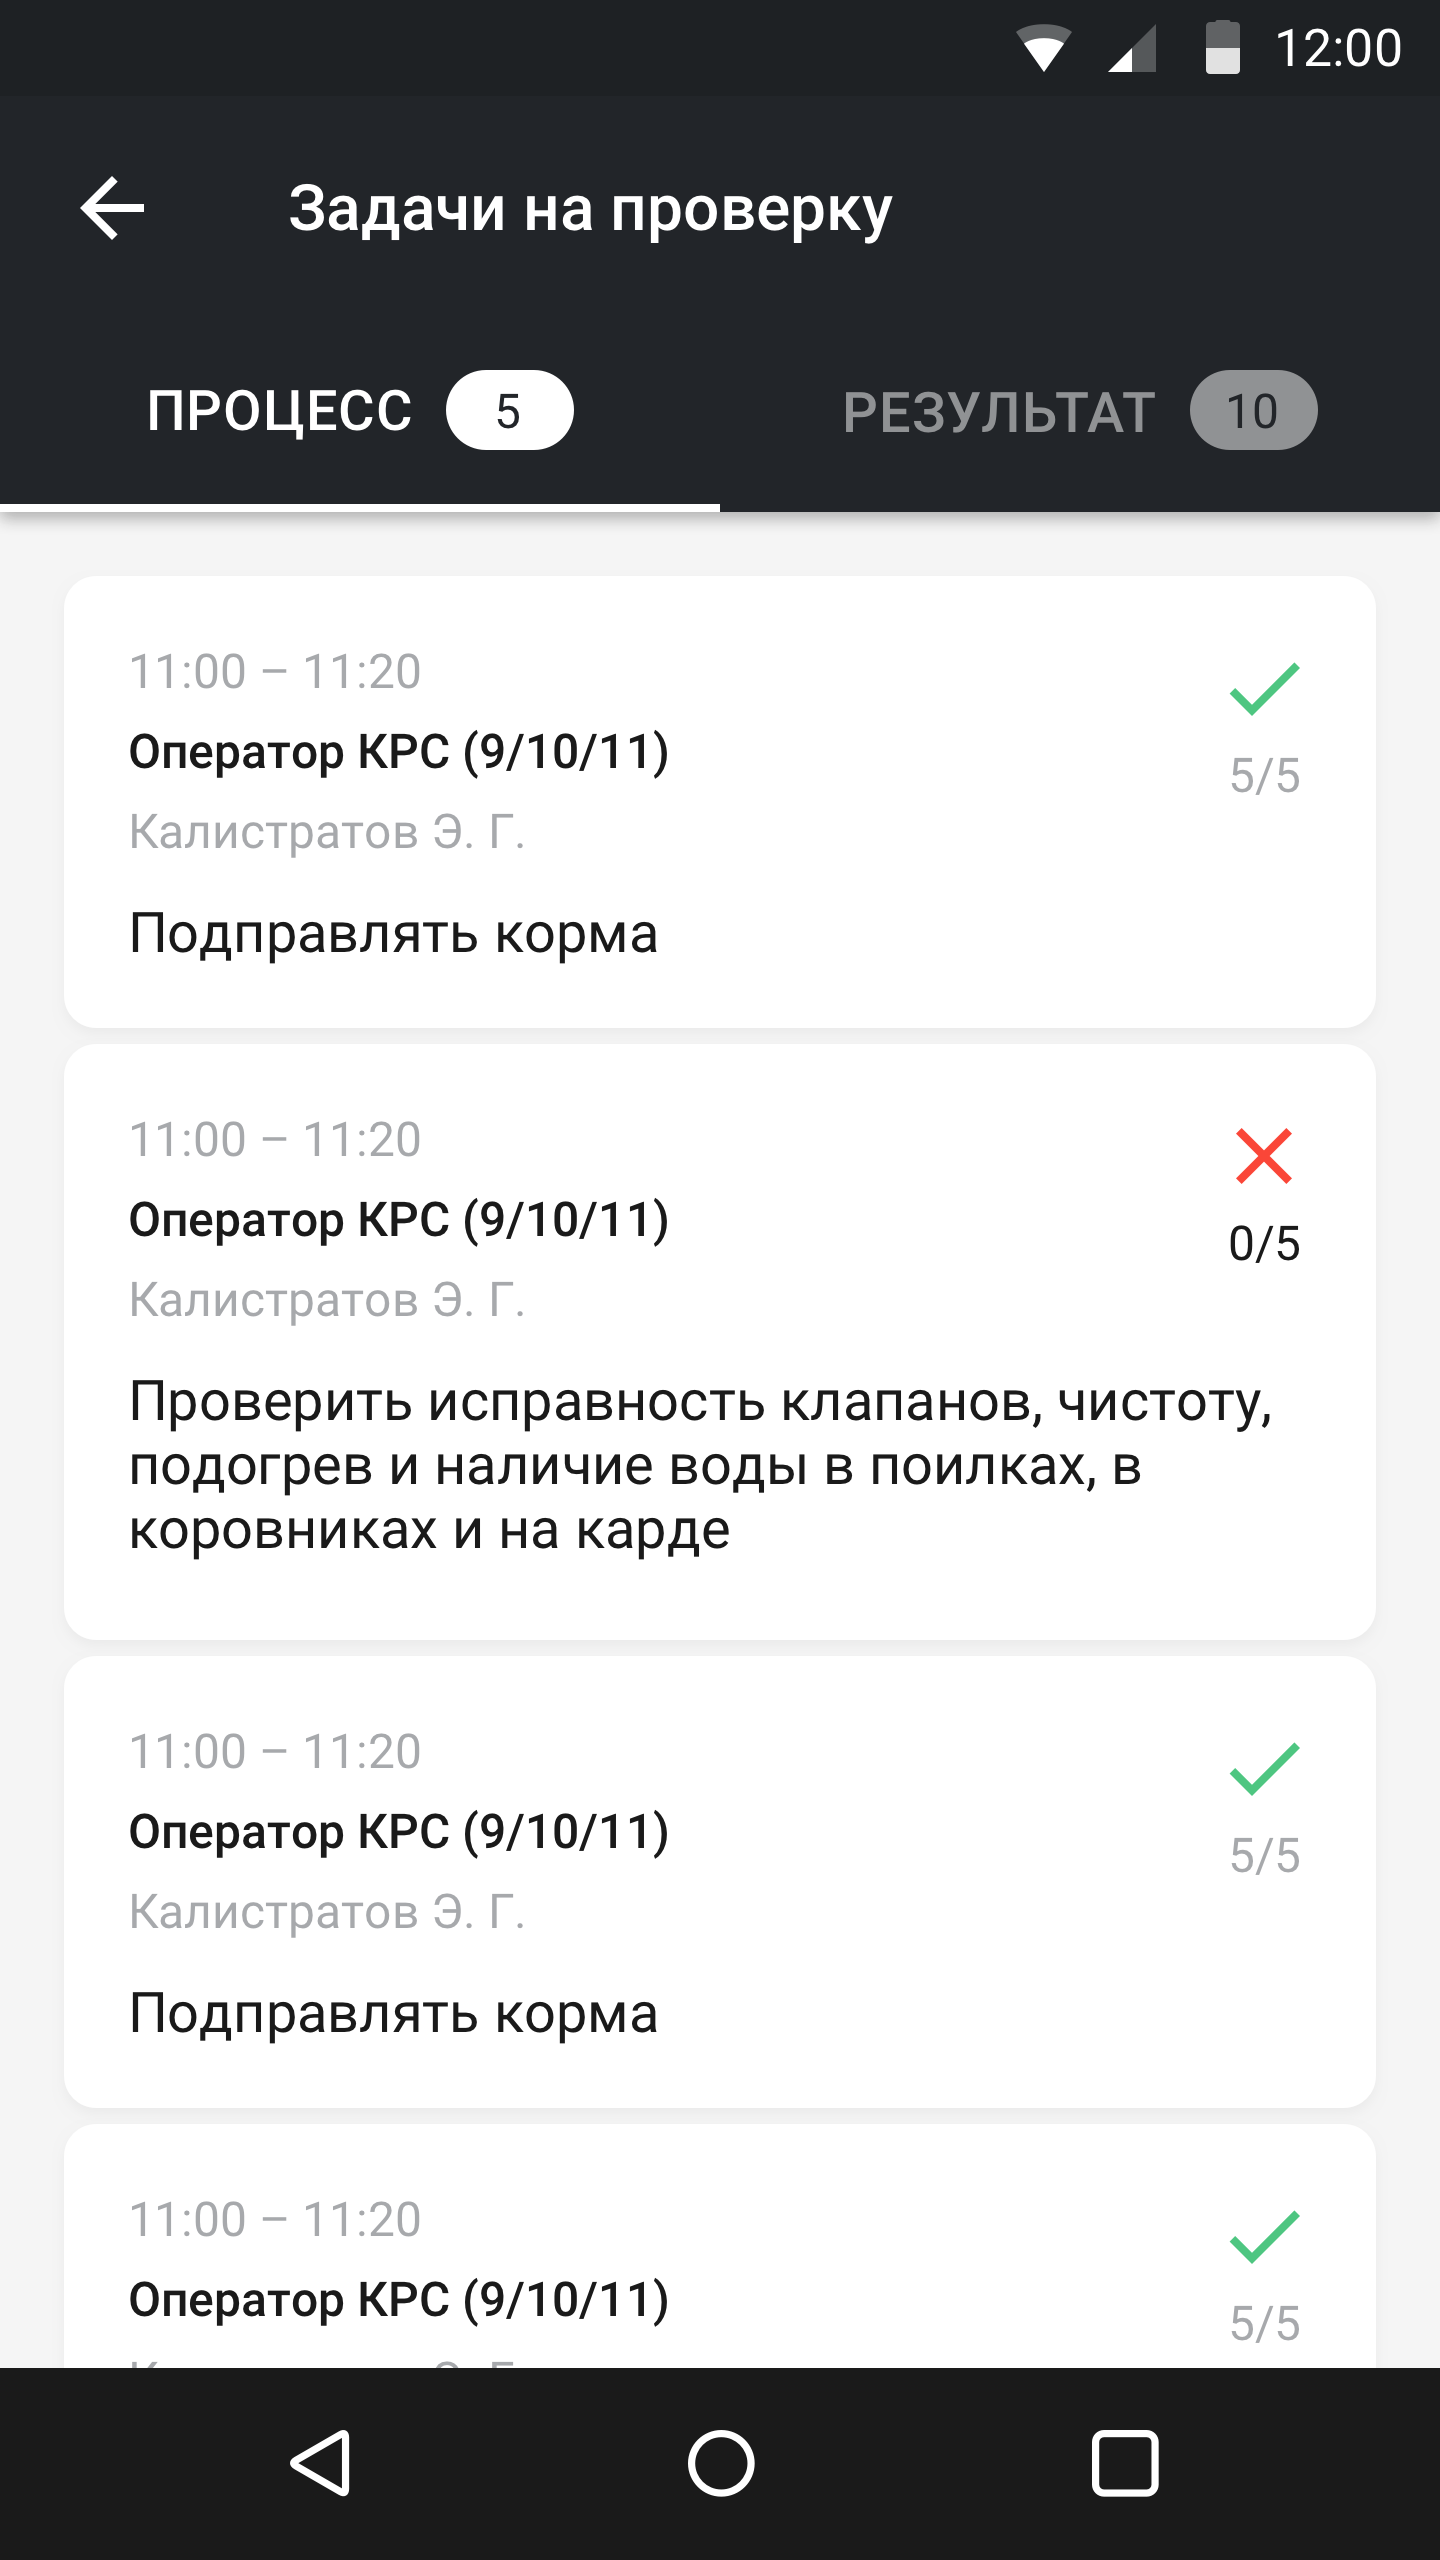 12:00
Задачи на проверку
ПРОЦЕСС 5
РЕЗУЛЬТАТ 10
11:00 – 11:20
Оператор КРС (9/10/11)
5/5
Калистратов Э. Г.
Подправлять корма
11:00 – 11:20
Оператор КРС (9/10/11)
0/5
Калистратов Э. Г.
Проверить исправность клапанов, чистоту,
подогрев и наличие воды в поилках, в
коровниках и на карде
11:00 – 11:20
Оператор КРС (9/10/11)
5/5
Калистратов Э. Г.
Подправлять корма
11:00 – 11:20
Оператор КРС (9/10/11)
5/5